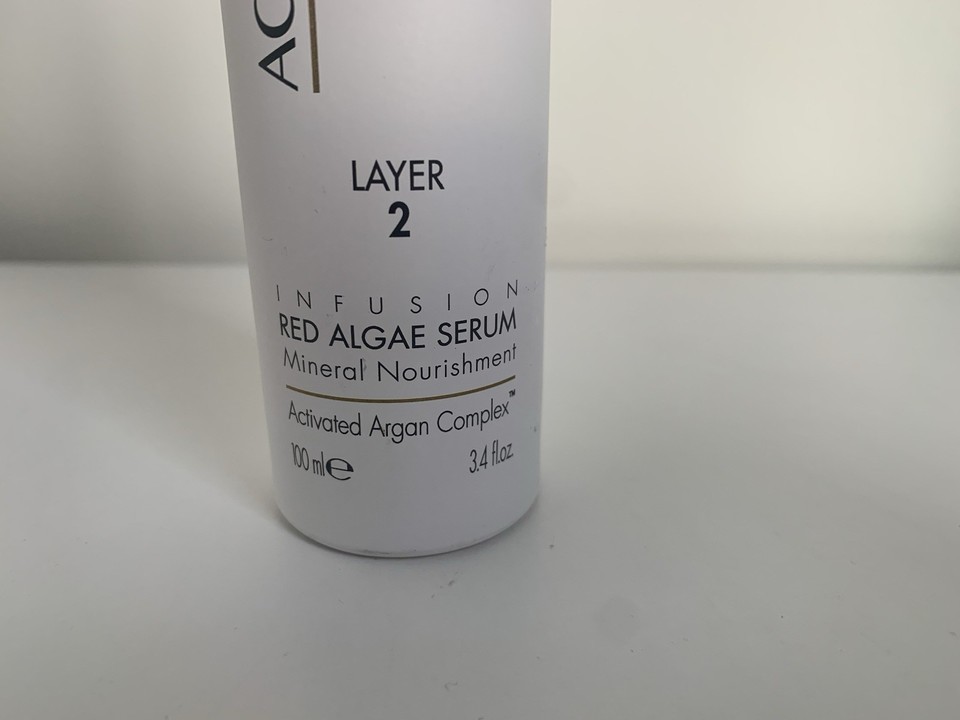 LAYER
2
INFUSION
RED ALGAE SERUM
Mineral Nourishment
Activated Argan Complex™
100 ml ℮ 3.4 fl.oz.